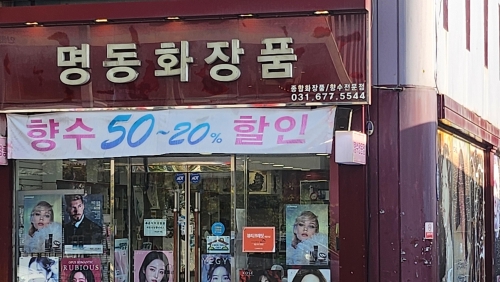 명동화장품
종합화장품/향수전문점
031.677.5544
향수 50~20% 할인
RUBIOUS